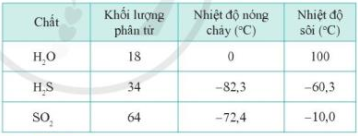 Chất | Khối lượng phân tử | Nhiệt độ nóng chảy (°C) | Nhiệt độ sôi (°C)
H₂O | 18 | 0 | 100
H₂S | 34 | –82,3 | –60,3
SO₂ | 64 | –72,4 | –10,0